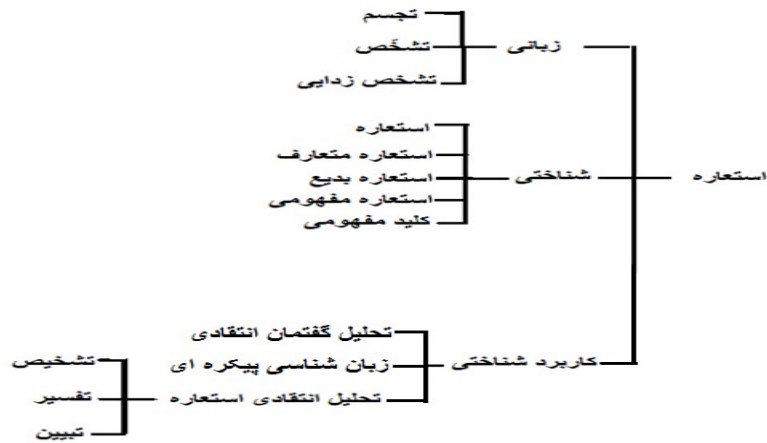 استعاره
زبانی
تجسم
تشخّص
تشخص زدایی
شناختی
استعاره
استعاره متعارف
استعاره بدیع
استعاره مفهومی
کلید مفهومی
کاربرد شناختی
تحلیل گفتمان انتقادی
زبان شناسی پیکره ای
تحلیل انتقادی استعاره
تشخیص
تفسیر
تبیین